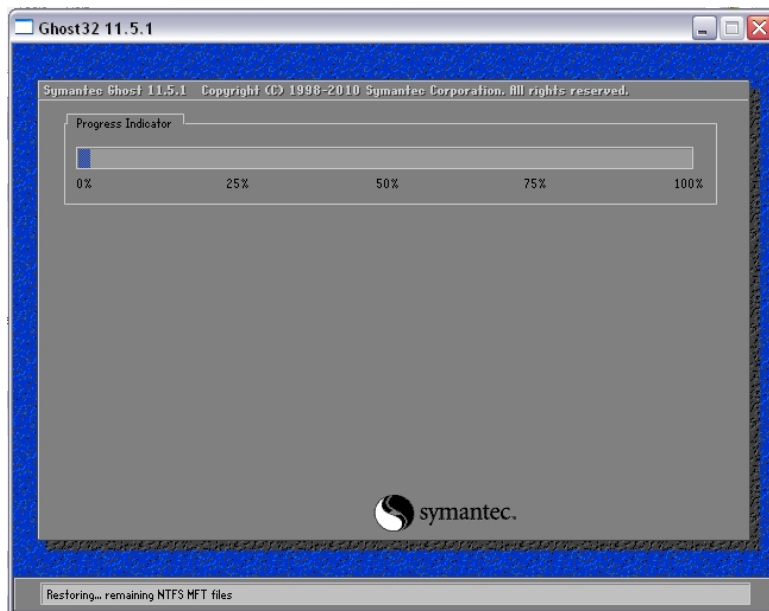 Ghost32 11.5.1
Symantec Ghost 11.5.1 Copyright (C) 1998-2010 Symantec Corporation. All rights reserved.
Progress Indicator
0% 25% 50% 75% 100%
symantec.
Restoring... remaining NTFS MFT files